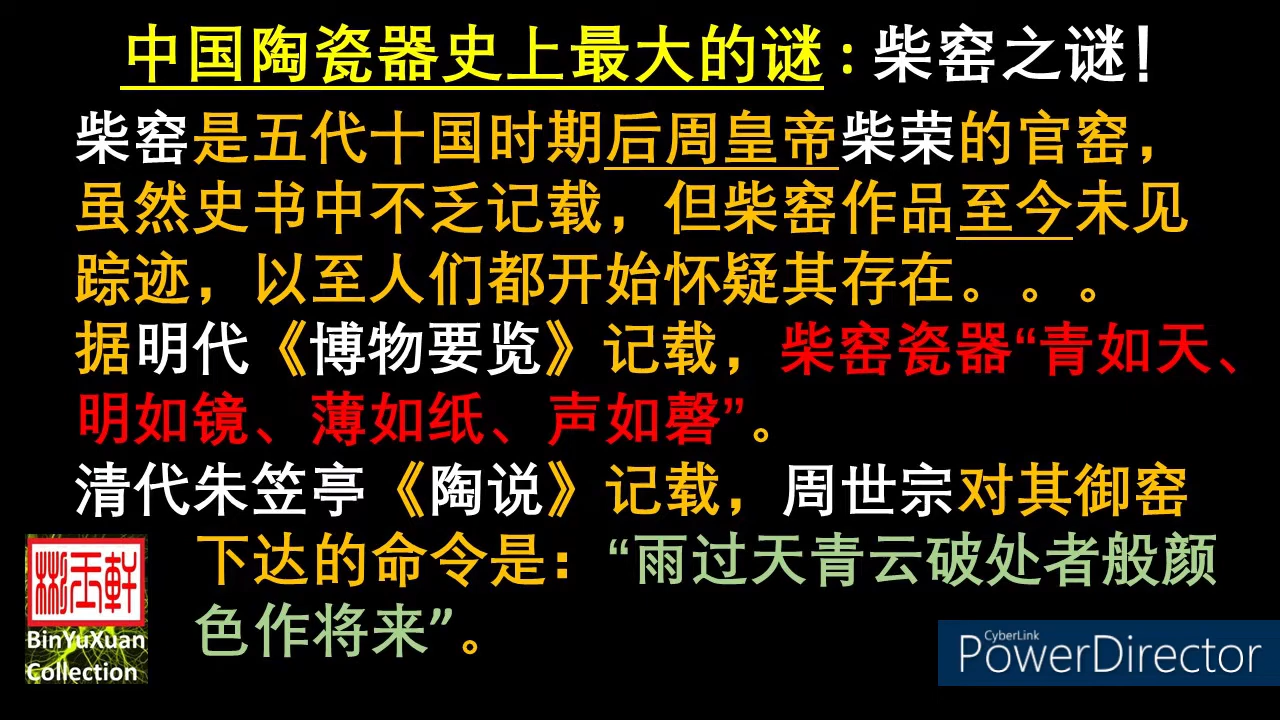 中国陶瓷器史上最大的谜:柴窑之谜!
柴窑是五代十国时期后周皇帝柴荣的官窑，
虽然史书中不乏记载，但柴窑作品至今未见
踪迹，以至人们都开始怀疑其存在。。。
据明代《博物要览》记载，柴窑瓷器“青如天、
明如镜、薄如纸、声如磬”。
清代朱笠亭《陶说》记载，周世宗对其御窑
下达的命令是：“雨过天青云破处者般颜
色作将来”。
彬玉軒
BinYuXuan
Collection
CyberLink
PowerDirector